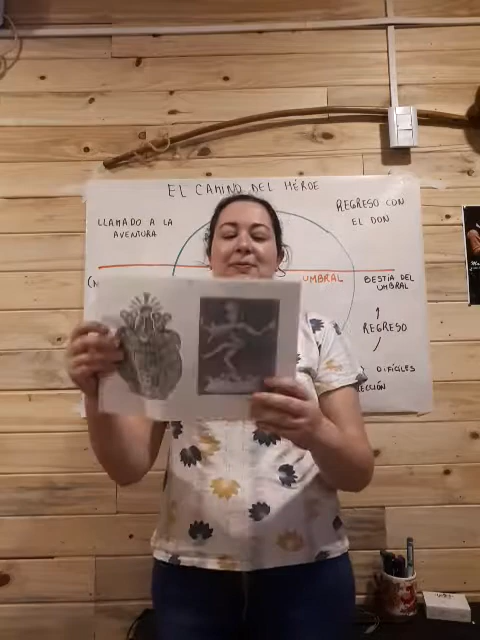 EL CAMINO DEL HÉROE
LLAMADO A LA
AVENTURA
REGRESO CON
EL DON
UMBRAL
BESTIA DEL
UMBRAL
REGRESO
DIFÍCILES